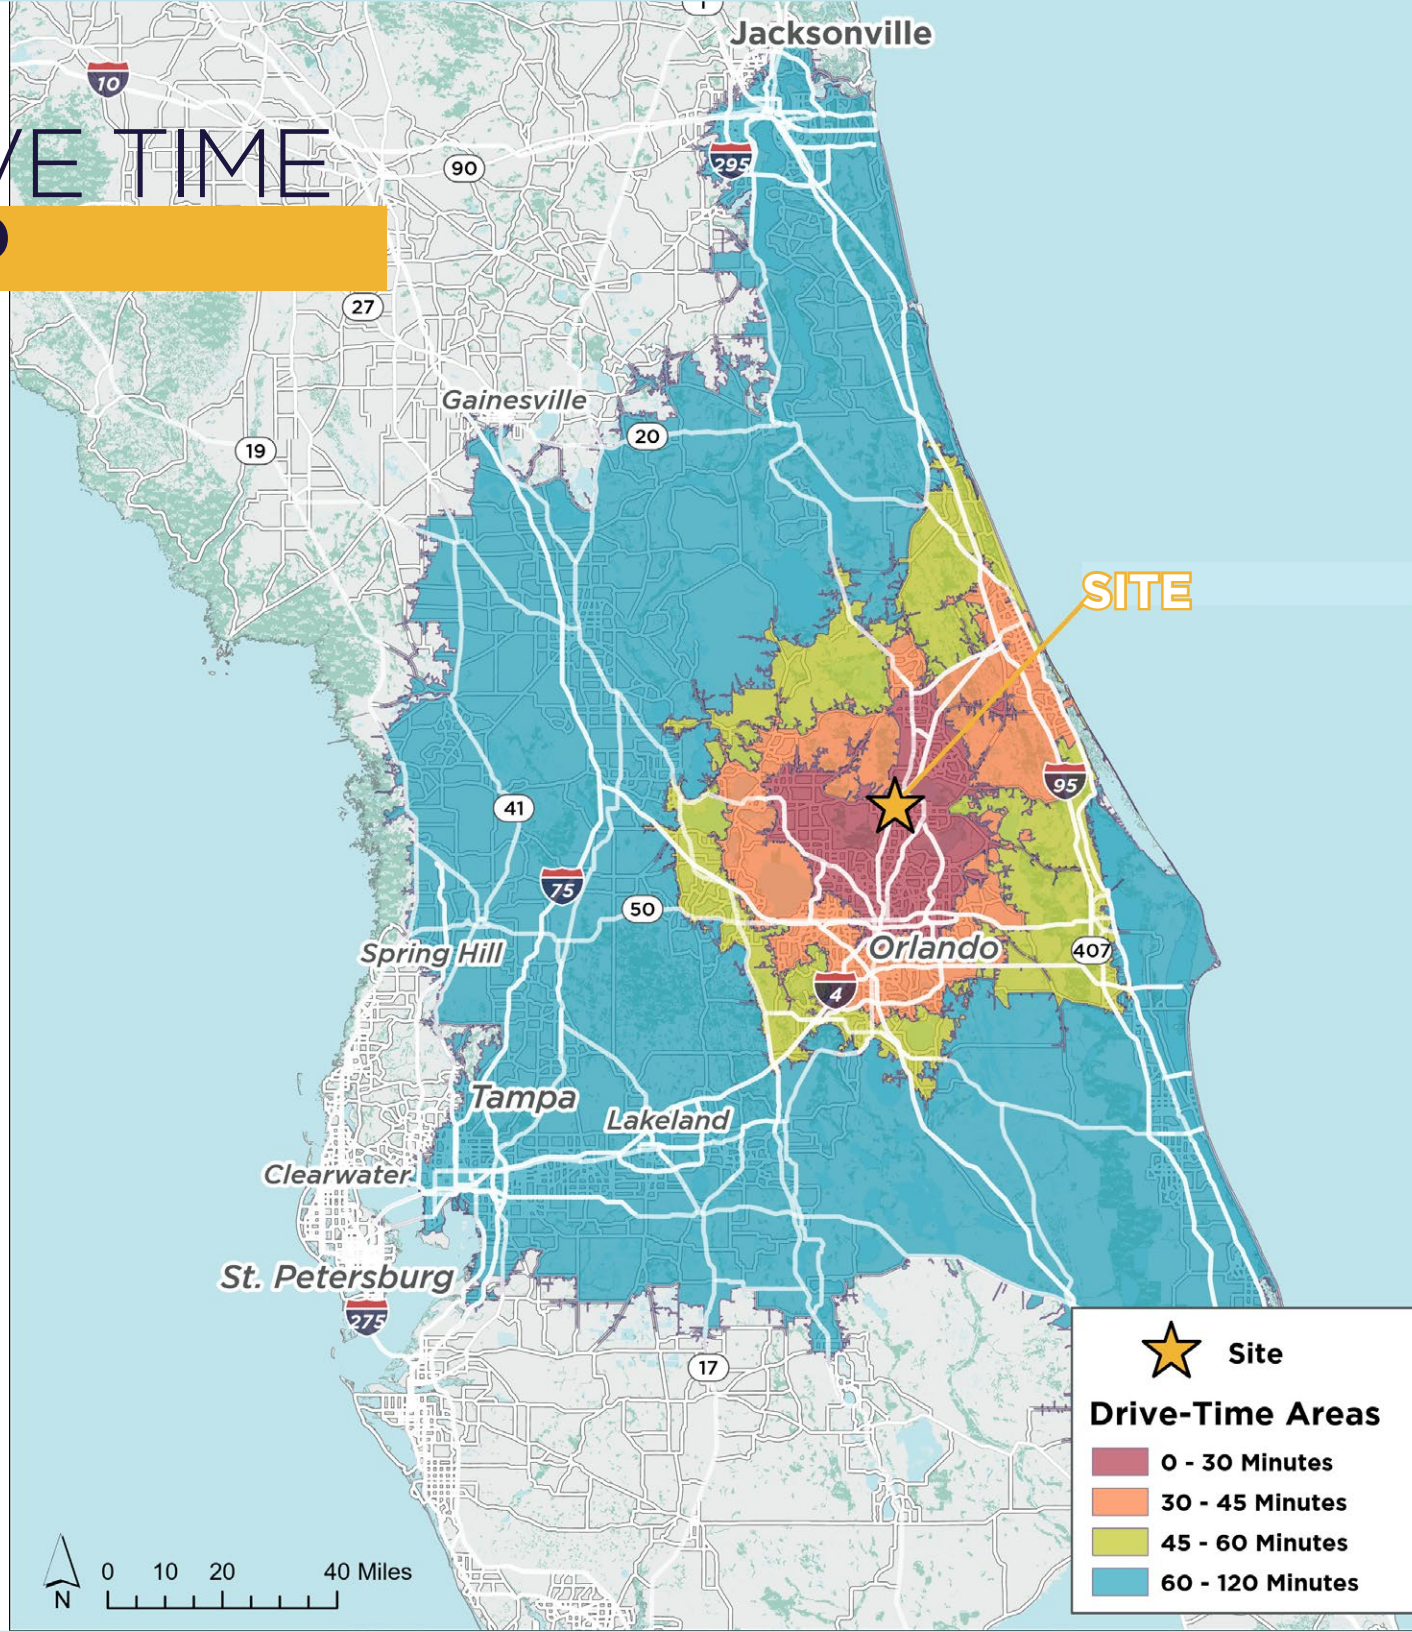 1
Jacksonville
10
VE TIME
90
295
27
Gainesville
20
19
SITE
95
41
75
50
Spring Hill
Orlando
407
4
Tampa
Lakeland
Clearwater
St. Petersburg
275
17
Site
Drive-Time Areas
0 - 30 Minutes
30 - 45 Minutes
45 - 60 Minutes
60 - 120 Minutes
N
0 10 20 40 Miles